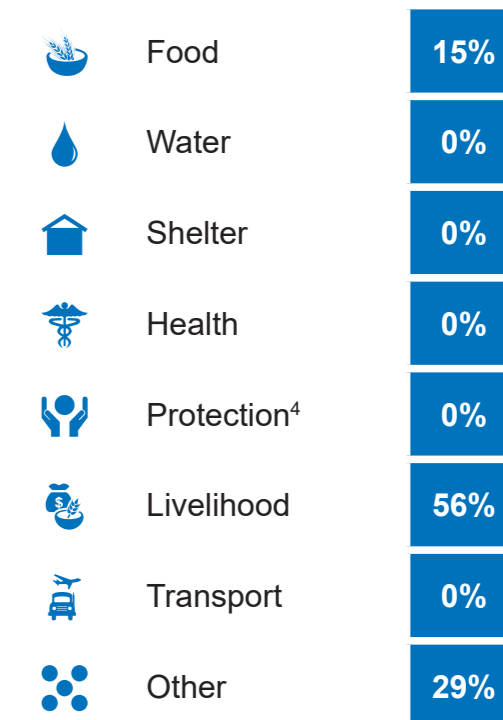 Food 15%
Water 0%
Shelter 0%
Health 0%
Protection⁴ 0%
$ Livelihood 56%
Transport 0%
Other 29%